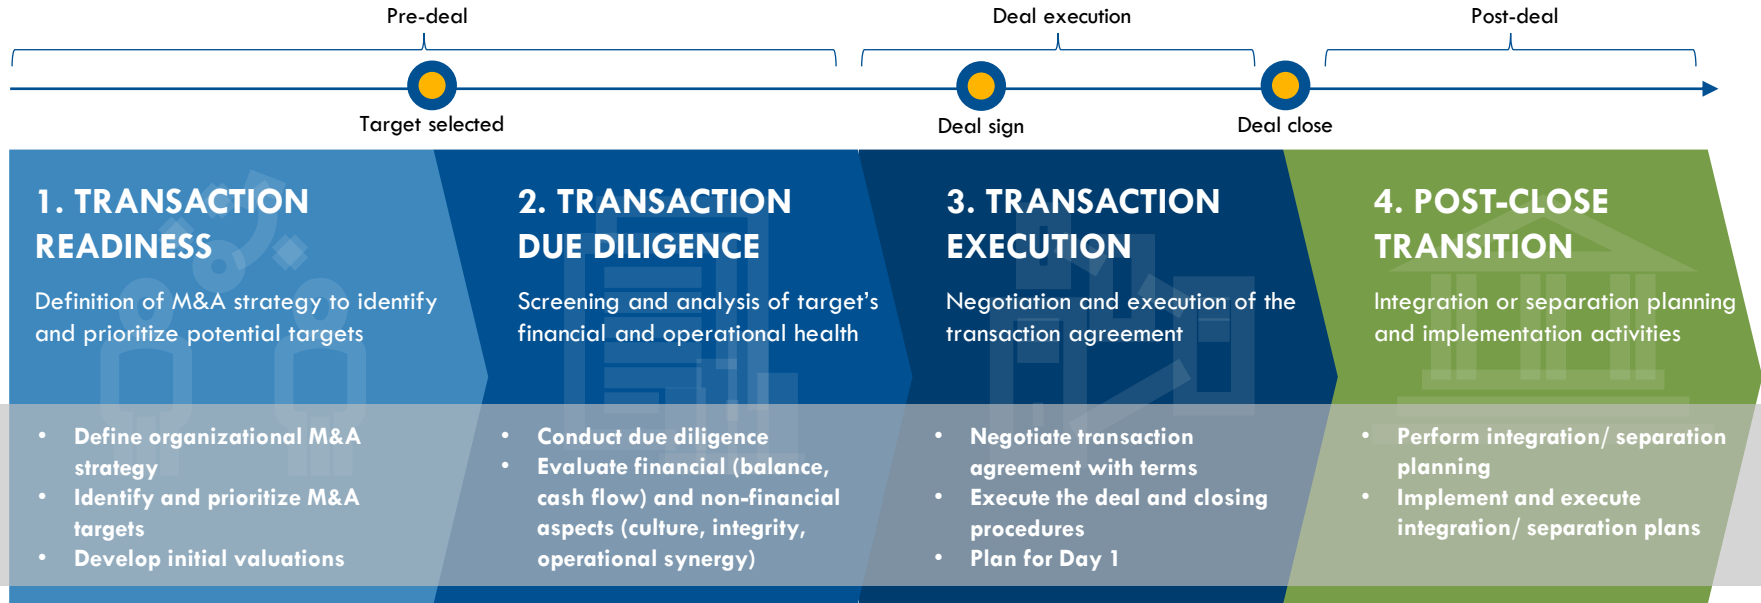 Pre-deal
Deal execution
Post-deal
Target selected
Deal sign
Deal close
1. TRANSACTION
READINESS
Definition of M&A strategy to identify
and prioritize potential targets
• Define organizational M&A
strategy
• Identify and prioritize M&A
targets
• Develop initial valuations
2. TRANSACTION
DUE DILIGENCE
Screening and analysis of target’s
financial and operational health
• Conduct due diligence
• Evaluate financial (balance,
cash flow) and non-financial
aspects (culture, integrity,
operational synergy)
3. TRANSACTION
EXECUTION
Negotiation and execution of the
transaction agreement
• Negotiate transaction
agreement with terms
• Execute the deal and closing
procedures
• Plan for Day 1
4. POST-CLOSE
TRANSITION
Integration or separation planning
and implementation activities
• Perform integration/ separation
planning
• Implement and execute
integration/ separation plans